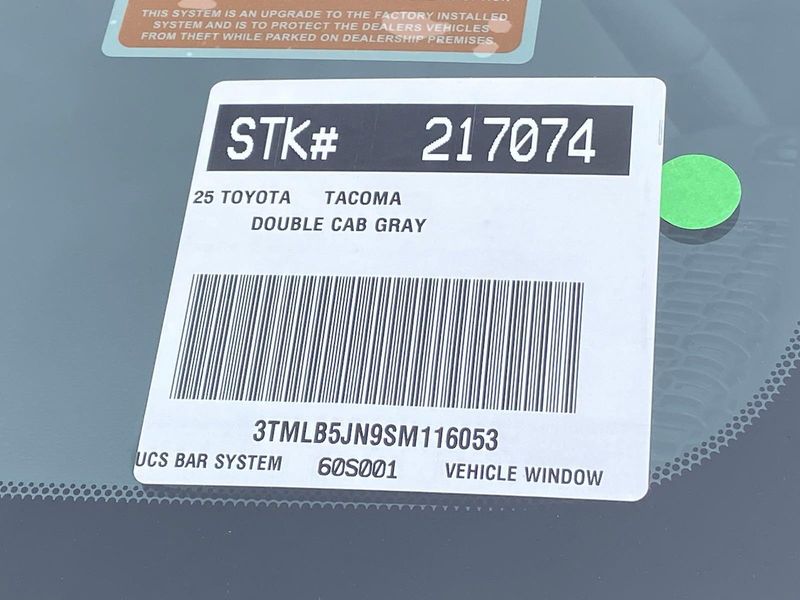 THIS SYSTEM IS AN UPGRADE TO THE FACTORY INSTALLED
SYSTEM AND IS TO PROTECT THE DEALERS VEHICLES
FROM THEFT WHILE PARKED ON DEALERSHIP PREMISES.
STK# 217074
25 TOYOTA TACOMA
DOUBLE CAB GRAY
3TMLB5JN9SM116053
UCS BAR SYSTEM 60S001 VEHICLE WINDOW